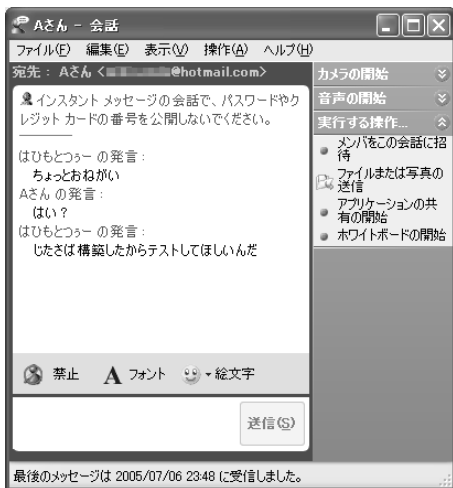 Aさん - 会話
ファイル(F) 編集(E) 表示(V) 操作(A) ヘルプ(H)
宛先： Aさん < @hotmail.com>
インスタント メッセージの会話で、パスワードやク
レジット カードの番号を公開しないでください。
はひもとつぅー の発言：
ちょっとおねがい
Aさん の発言：
はい？
はひもとつぅー の発言：
じたさば構築したからテストしてほしいんだ
禁止 A フォント 絵文字
送信(S)
最後のメッセージは 2005/07/06 23:48 に受信しました。
カメラの開始
音声の開始
実行する操作...
メンバをこの会話に招
待
ファイルまたは写真の
送信
アプリケーションの共
有の開始
ホワイトボードの開始